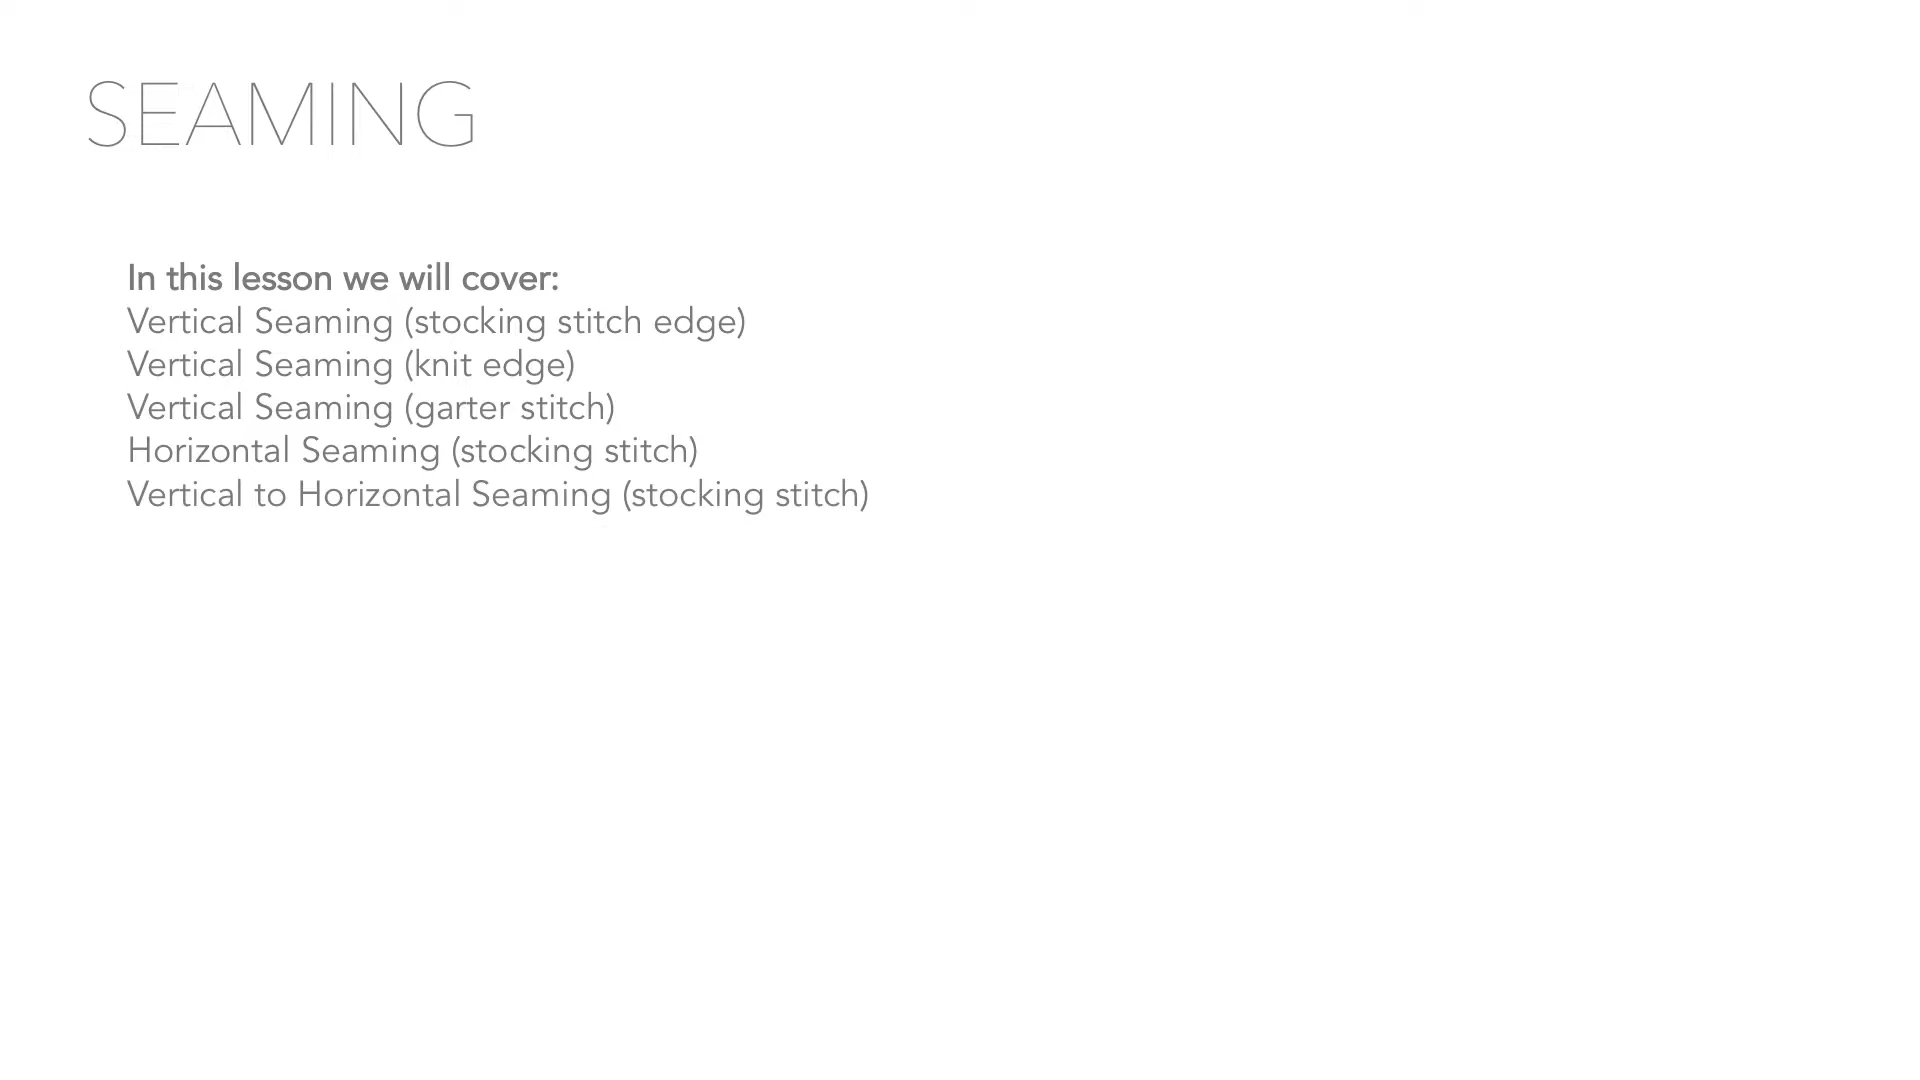 SEAMING
In this lesson we will cover:
Vertical Seaming (stocking stitch edge)
Vertical Seaming (knit edge)
Vertical Seaming (garter stitch)
Horizontal Seaming (stocking stitch)
Vertical to Horizontal Seaming (stocking stitch)